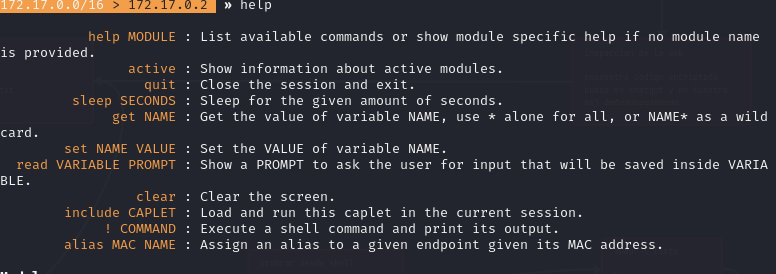 172.17.0.0/16 > 172.17.0.2 » help
help MODULE : List available commands or show module specific help if no module name
is provided.
active : Show information about active modules.
quit : Close the session and exit.
sleep SECONDS : Sleep for the given amount of seconds.
get NAME : Get the value of variable NAME, use * alone for all, or NAME* as a wild
card.
set NAME VALUE : Set the VALUE of variable NAME.
read VARIABLE PROMPT : Show a PROMPT to ask the user for input that will be saved inside VARIA
BLE.
clear : Clear the screen.
include CAPLET : Load and run this caplet in the current session.
! COMMAND : Execute a shell command and print its output.
alias MAC NAME : Assign an alias to a given endpoint given its MAC address.